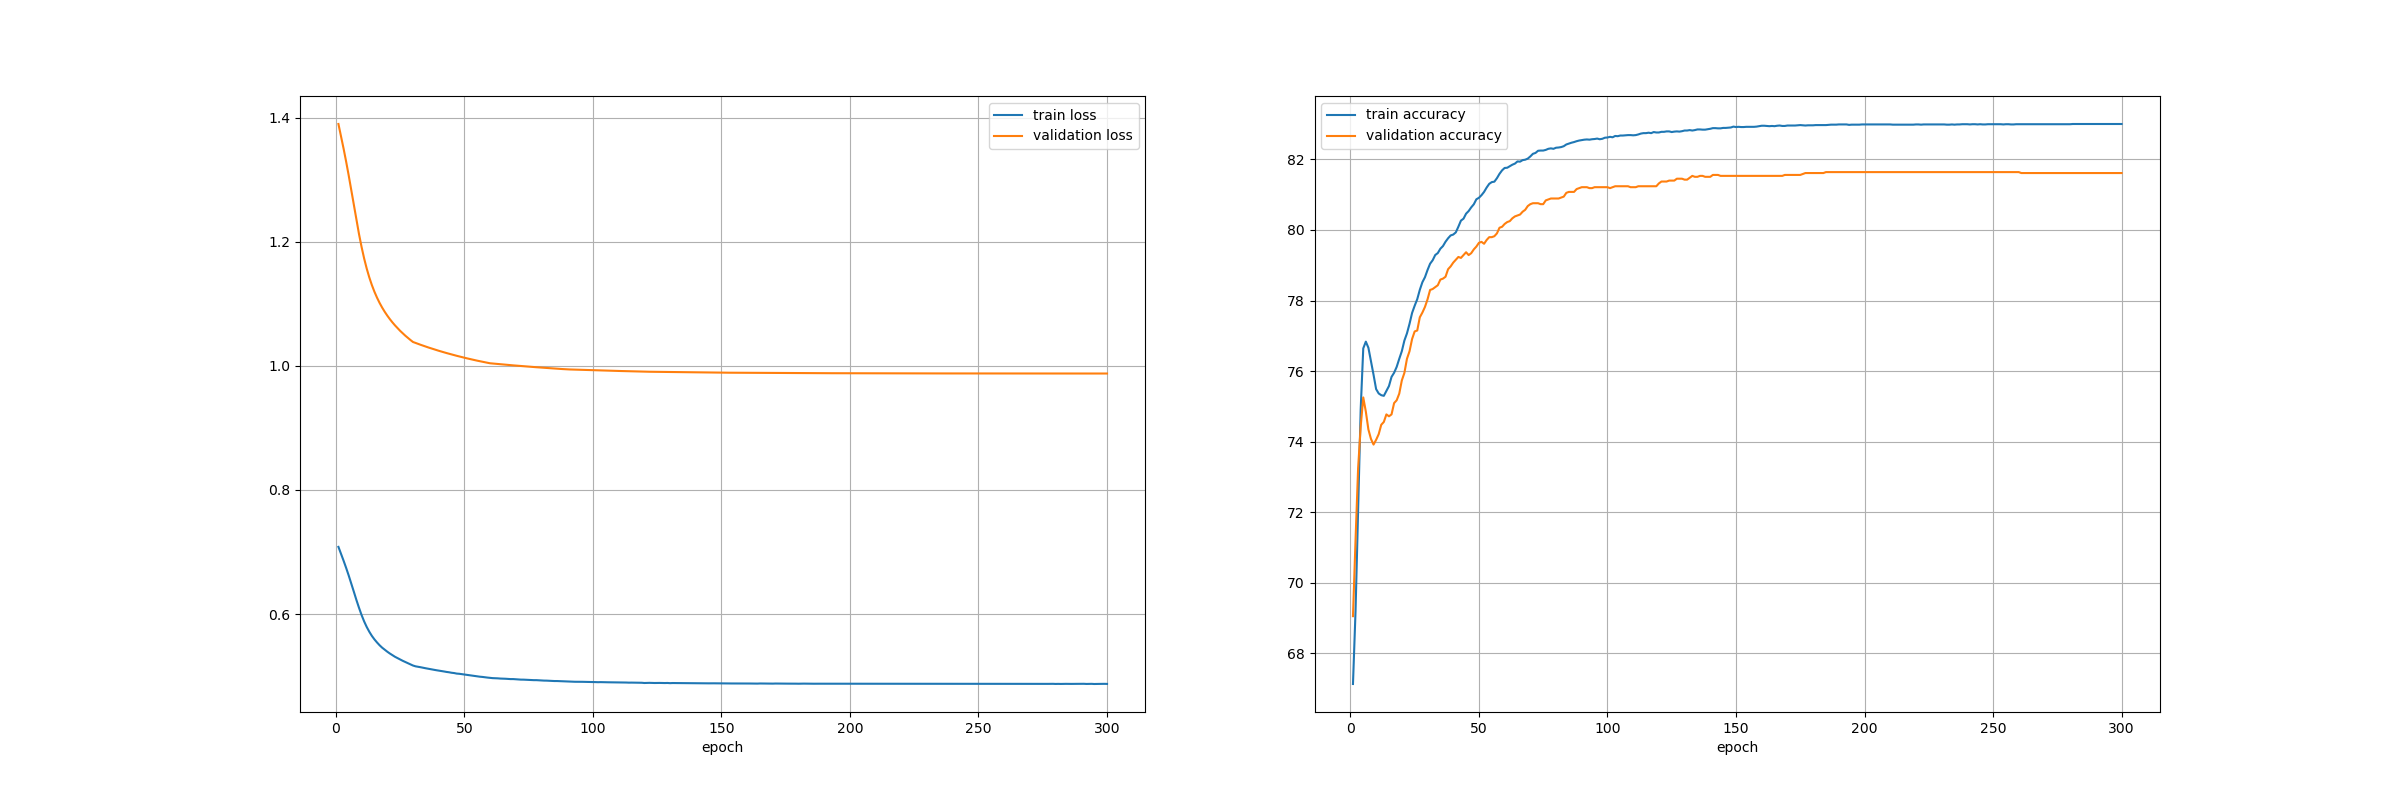 1.4
1.2
1.0
0.8
0.6
0 50 100 150 200 250 300
epoch
train loss
validation loss
82
80
78
76
74
72
70
68
0 50 100 150 200 250 300
epoch
train accuracy
validation accuracy